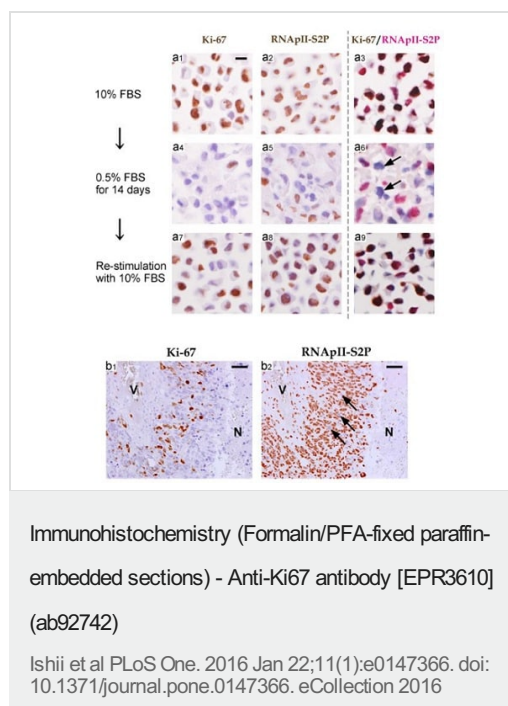 Ki-67 RNApII-S2P Ki-67/RNApII-S2P
a1 a2 a3
10% FBS
a4 a5 a6
0.5% FBS
for 14 days
a7 a8 a9
Re-stimulation
with 10% FBS
Ki-67 RNApII-S2P
b1 b2
V V
N N
Immunohistochemistry (Formalin/PFA-fixed paraffin-
embedded sections) - Anti-Ki67 antibody [EPR3610]
(ab92742)
Ishii et al PLoS One. 2016 Jan 22;11(1):e0147366. doi:
10.1371/journal.pone.0147366. eCollection 2016